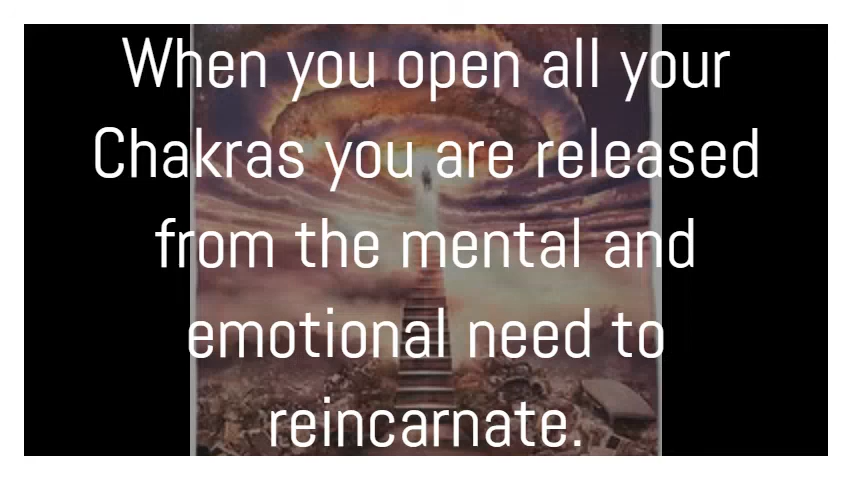 When you open all your
Chakras you are released
from the mental and
emotional need to
reincarnate.